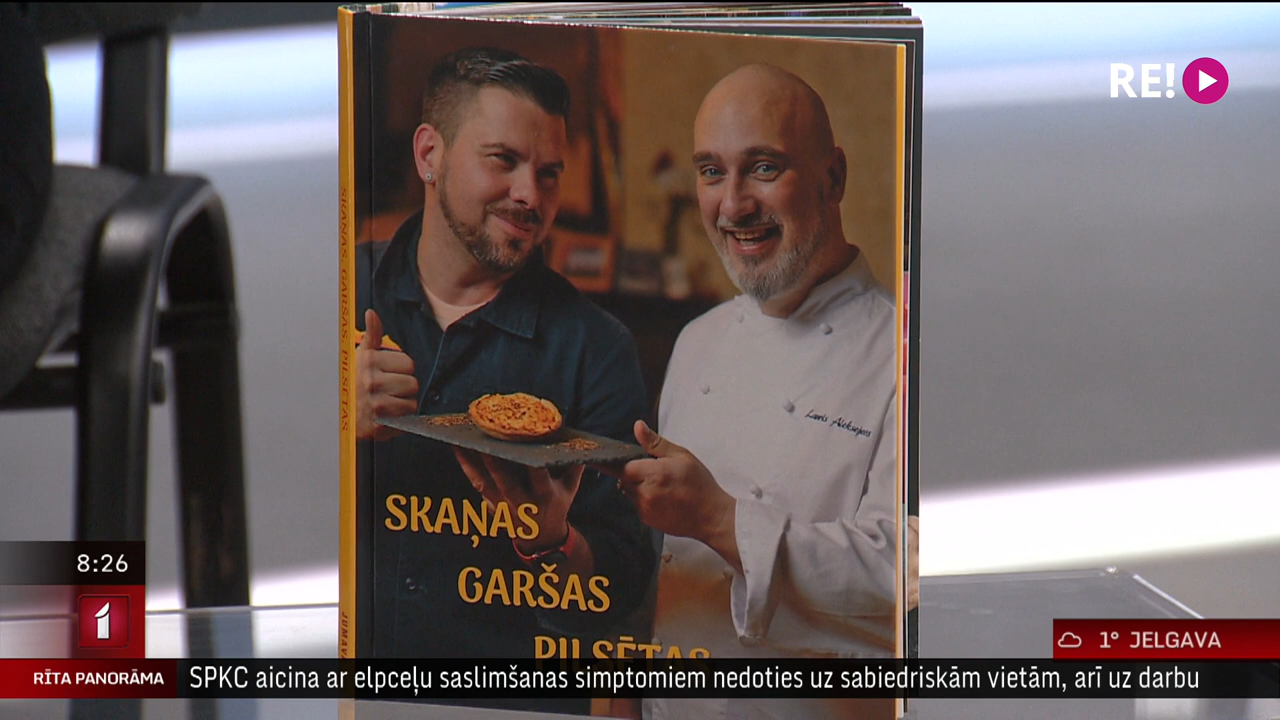 RE!
SKAŅAS. GARŠAS. PILSĒTAS
Lauris Aleksejevs
SKAŅAS
GARŠAS
PILSĒTAS
8:26
1
1° JELGAVA
RĪTA PANORĀMA
SPKC aicina ar elpceļu saslimšanas simptomiem nedoties uz sabiedriskām vietām, arī uz darbu